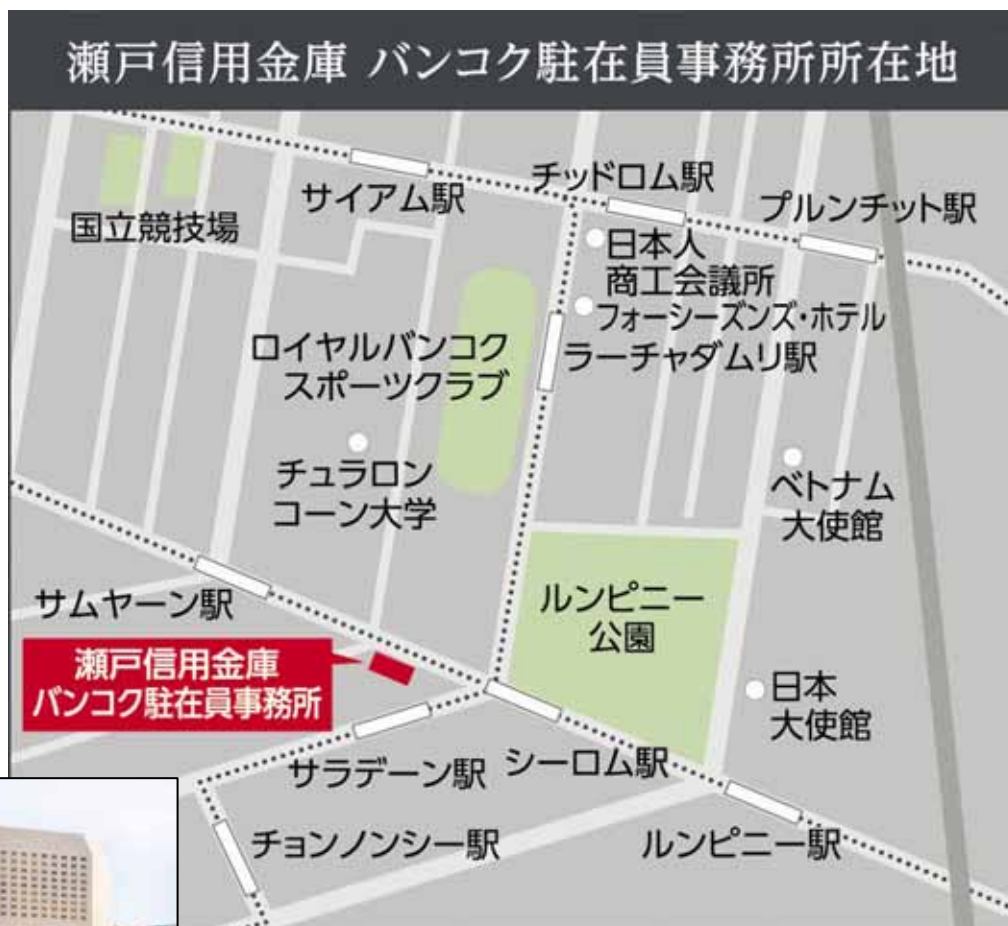 瀬戸信用金庫 バンコク駐在員事務所所在地
サイアム駅
チッドロム駅
プルンチット駅
国立競技場
日本人
商工会議所
フォーシーズンズ・ホテル
ロイヤルバンコク
スポーツクラブ
ラーチャダムリ駅
チュラロン
コーン大学
ベトナム
大使館
サムヤーン駅
ルンピニー
公園
瀬戸信用金庫
バンコク駐在員事務所
日本
大使館
サラデーン駅
シーロム駅
チョンノンシー駅
ルンピニー駅